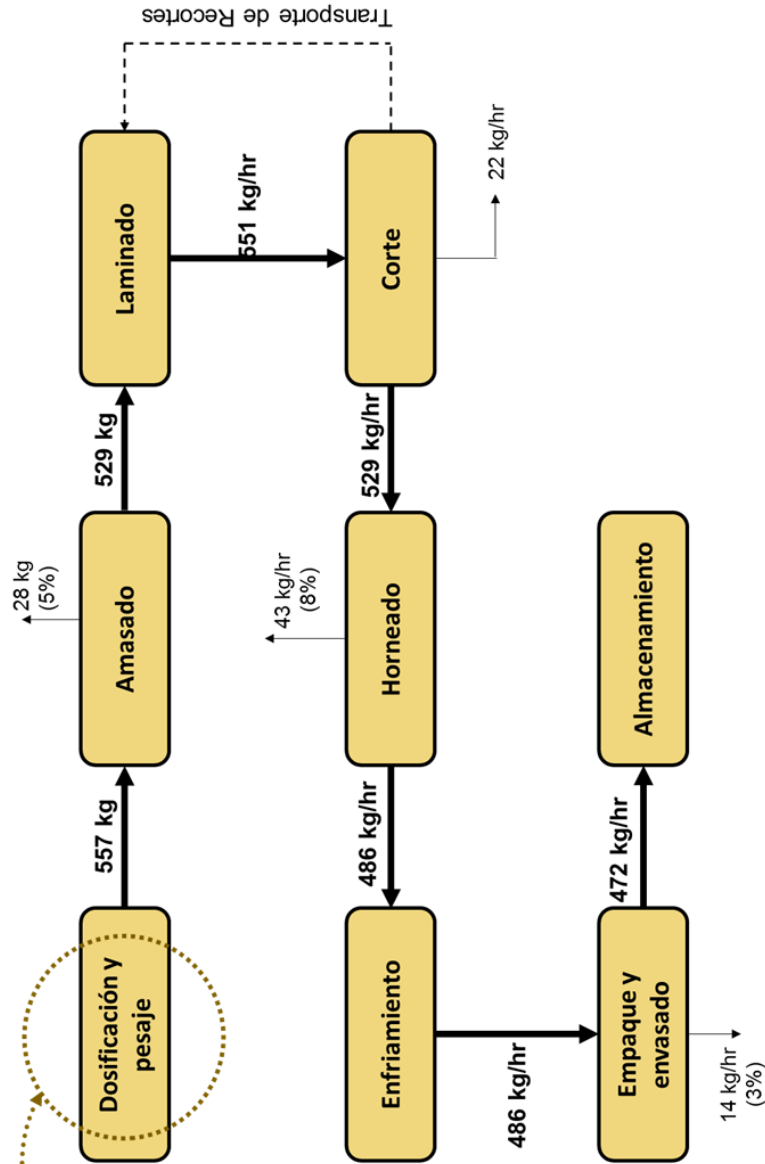 Dosificación y
pesaje
557 kg
Amasado
28 kg
(5%)
529 kg
Laminado
Transporte de Recortes
551 kg/hr
Corte
22 kg/hr
529 kg/hr
Horneado
43 kg/hr
(8%)
486 kg/hr
Enfriamiento
486 kg/hr
Empaque y
envasado
14 kg/hr
(3%)
472 kg/hr
Almacenamiento